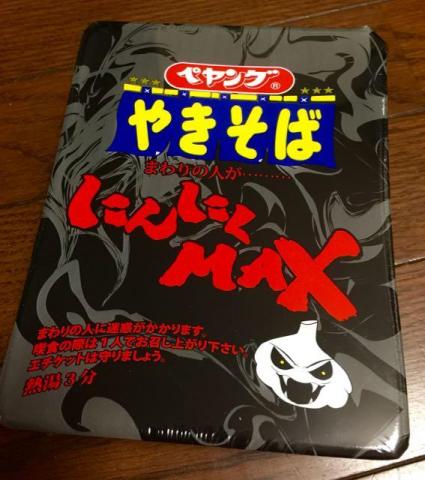 ペヤング®
やきそば
まわりの人が………
にんにく
MAX
まわりの人に迷惑がかかります。
喫食の際は1人でお召し上がり下さい。
エチケットは守りましょう。
熱湯3分